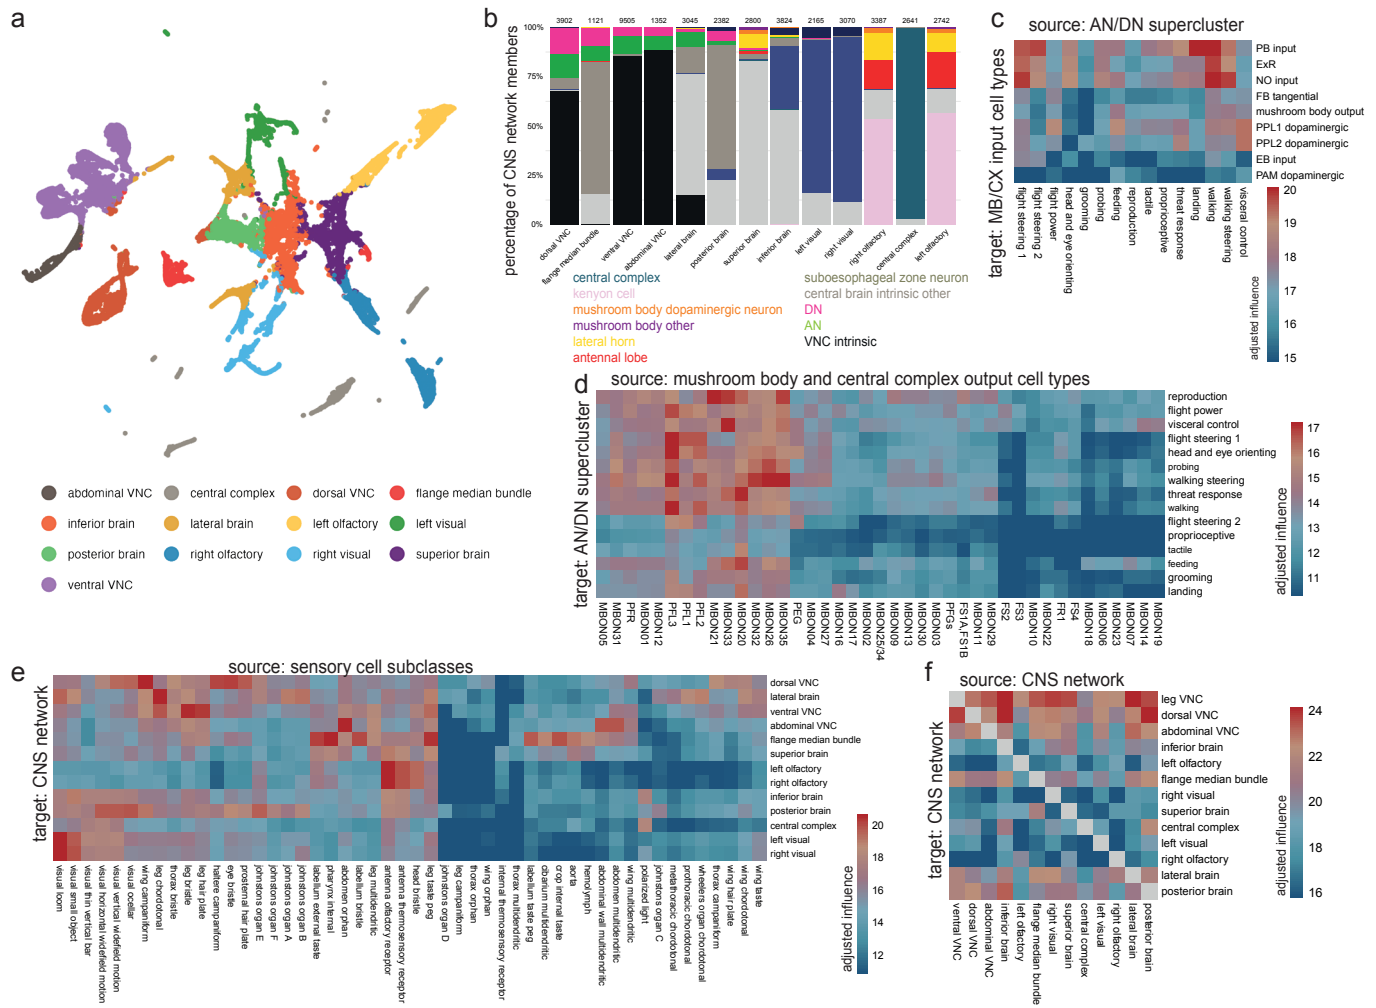 a
abdominal VNC
central complex
dorsal VNC
flange median bundle
inferior brain
lateral brain
left olfactory
left visual
posterior brain
right olfactory
right visual
superior brain
ventral VNC
b
3902 1121 9505 1352 3045 2382 2800 3824 2165 3070 3387 2641 2742
percentage of CNS network members
100%
75%
50%
25%
0%
dorsal VNC
flange median bundle
ventral VNC
abdominal VNC
lateral brain
posterior brain
superior brain
inferior brain
left visual
right visual
right olfactory
central complex
left olfactory
central complex
kenyon cell
mushroom body dopaminergic neuron
mushroom body other
lateral horn
antennal lobe
suboesophageal zone neuron
central brain intrinsic other
DN
AN
VNC intrinsic
c
source: AN/DN supercluster
target: MB/CX input cell types
PB input
ExR
NO input
FB tangential
mushroom body output
PPL1 dopaminergic
PPL2 dopaminergic
EB input
PAM dopaminergic
flight steering 1
flight steering 2
flight power
head and eye orienting
grooming
probing
feeding
reproduction
tactile
proprioceptive
threat response
landing
walking
walking steering
visceral control
adjusted influence
20
19
18
17
16
15
d
source: mushroom body and central complex output cell types
target: AN/DN supercluster
reproduction
flight power
visceral control
flight steering 1
head and eye orienting
probing
walking steering
threat response
walking
flight steering 2
proprioceptive
tactile
feeding
grooming
landing
MBON05
MBON31
PFR
MBON01
MBON12
PFL3
PFL1
PFL2
MBON21
MBON33
MBON20
MBON32
MBON26
MBON35
PEG
MBON04
MBON27
MBON16
MBON17
MBON02
MBON25/34
MBON09
MBON13
MBON30
MBON03
PFGs
FS1A,FS1B
MBON11
MBON29
FS2
FS3
MBON10
MBON22
FR1
FS4
MBON18
MBON06
MBON23
MBON07
MBON14
MBON19
adjusted influence
17
16
15
14
13
12
11
e
source: sensory cell subclasses
target: CNS network
dorsal VNC
lateral brain
ventral VNC
abdominal VNC
flange median bundle
superior brain
left olfactory
right olfactory
inferior brain
posterior brain
central complex
left visual
right visual
visual loom
visual small object
visual thin vertical bar
visual horizontal widefield motion
visual vertical widefield motion
visual ocellar
wing campaniform
leg chordotonal
thorax bristle
leg bristle
leg hair plate
haltere campaniform
eye bristle
prosternal hair plate
johnstons organ E
johnstons organ F
johnstons organ A
johnstons organ B
labellum external taste
pharynx internal
abdomen orphan
labellum bristle
leg multidendritic
antenna olfactory receptor
antenna thermosensory receptor
head bristle
leg taste peg
johnstons organ D
leg campaniform
thorax orphan
wing orphan
internal thermosensory receptor
thorax multidendritic
labellum taste peg
cibarium multidendritic
crop internal taste
aorta
hemolymph
abdominal wall multidendritic
abdomen multidendritic
wing multidendritic
polarized light
johnstons organ C
metathoracic chordotonal
prothoracic chordotonal
wheelers organ chordotonal
thorax campaniform
wing hair plate
wing chordotonal
wing taste
adjusted influence
20
18
16
14
12
f
source: CNS network
target: CNS network
leg VNC
dorsal VNC
abdominal VNC
inferior brain
left olfactory
flange median bundle
right visual
superior brain
central complex
left visual
right olfactory
lateral brain
posterior brain
ventral VNC
dorsal VNC
abdominal VNC
inferior brain
left olfactory
flange median bundle
right visual
superior brain
central complex
left visual
right olfactory
lateral brain
posterior brain
adjusted influence
24
22
20
18
16